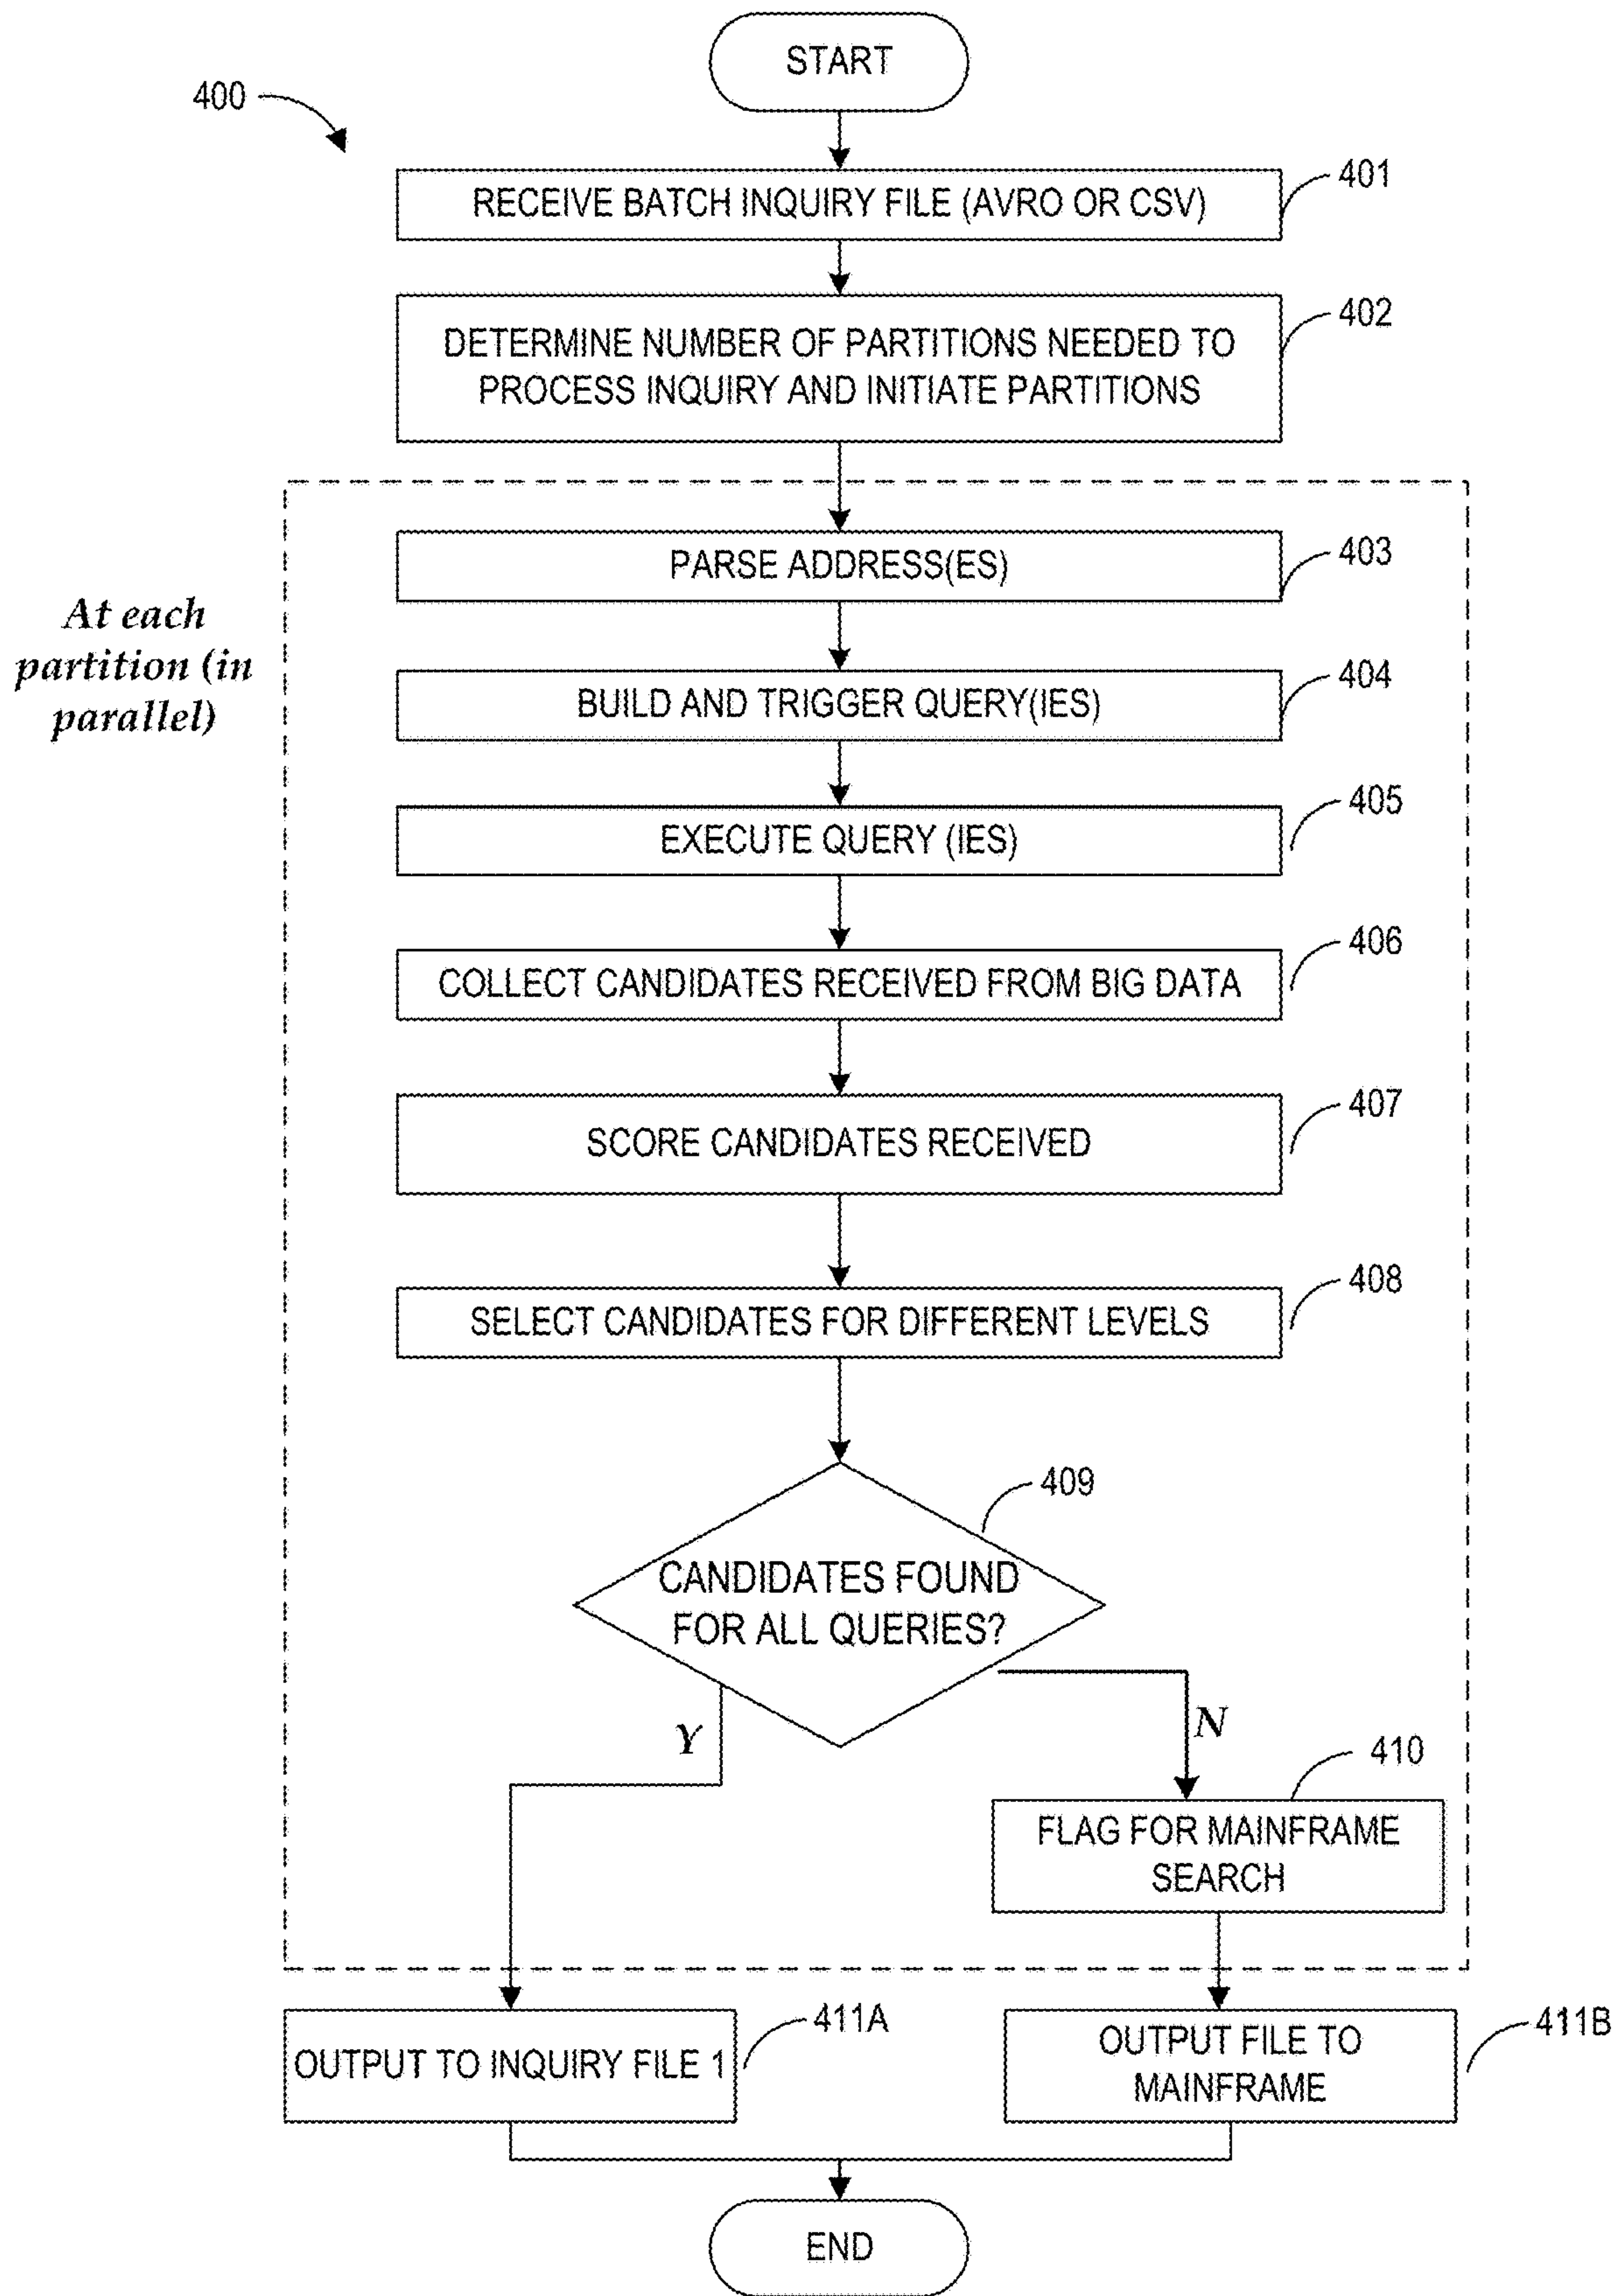 START
400
RECEIVE BATCH INQUIRY FILE (AVRO OR CSV)
401
DETERMINE NUMBER OF PARTITIONS NEEDED TO
PROCESS INQUIRY AND INITIATE PARTITIONS
402
At each
partition (in
parallel)
PARSE ADDRESS(ES)
403
BUILD AND TRIGGER QUERY(IES)
404
EXECUTE QUERY (IES)
405
COLLECT CANDIDATES RECEIVED FROM BIG DATA
406
SCORE CANDIDATES RECEIVED
407
SELECT CANDIDATES FOR DIFFERENT LEVELS
408
CANDIDATES FOUND
FOR ALL QUERIES?
409
Y
N
FLAG FOR MAINFRAME
SEARCH
410
OUTPUT TO INQUIRY FILE 1
411A
OUTPUT FILE TO
MAINFRAME
411B
END